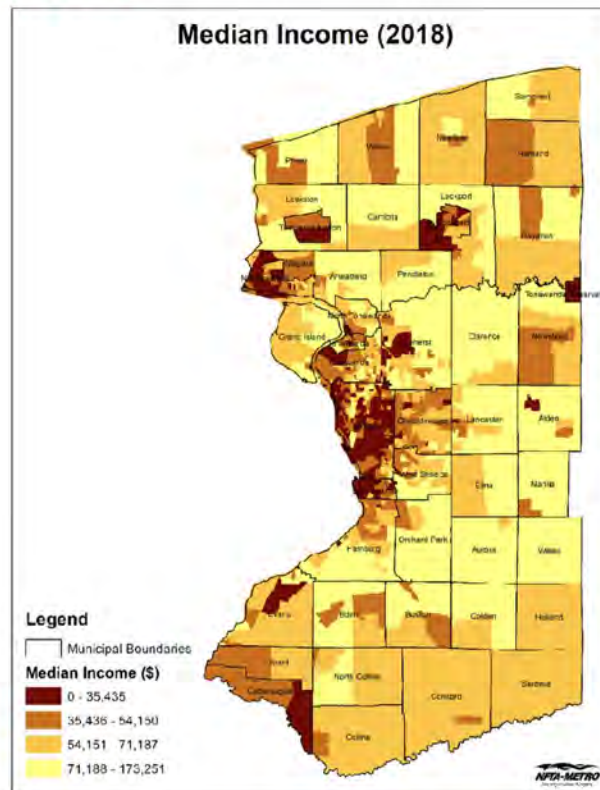 Median Income (2018)
Somerset
Wilson
Newfane
Hartland
Porter
Lewiston
Cambria
Lockport
Royalton
Niagara
Wheatfield
Pendleton
Grand Island
Amherst
Clarence
Newstead
Lancaster
Alden
Elma
Marilla
Orchard Park
Hamburg
Aurora
Wales
Evans
Eden
Boston
Colden
Holland
Brant
North Collins
Concord
Sardinia
Collins
Legend
Municipal Boundaries
Median Income ($)
0 - 35,435
35,436 - 54,150
54,151 - 71,187
71,188 - 173,251
NFTA-METRO